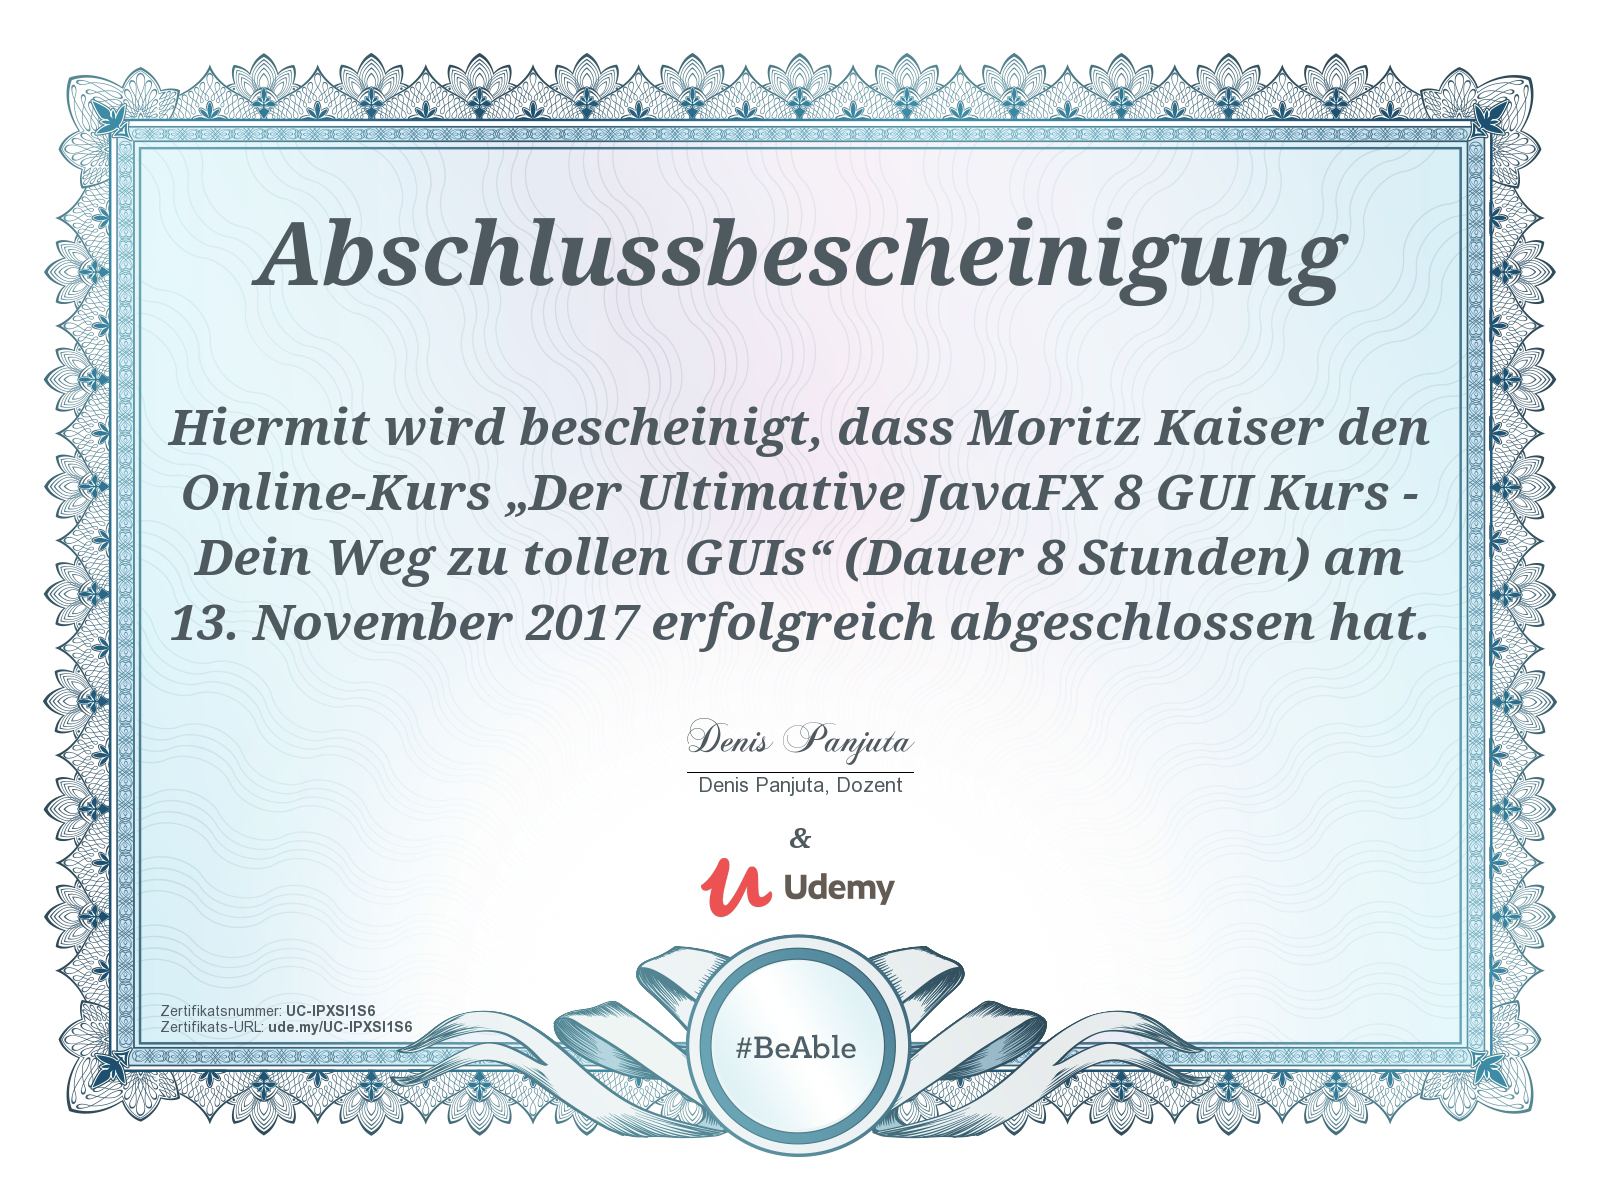 Abschlussbescheinigung
Hiermit wird bescheinigt, dass Moritz Kaiser den
Online-Kurs „Der Ultimative JavaFX 8 GUI Kurs -
Dein Weg zu tollen GUIs“ (Dauer 8 Stunden) am
13. November 2017 erfolgreich abgeschlossen hat.
Denis Panjuta
Denis Panjuta, Dozent
&
Udemy
Zertifikatsnummer: UC-IPXSI1S6
Zertifikats-URL: ude.my/UC-IPXSI1S6
#BeAble